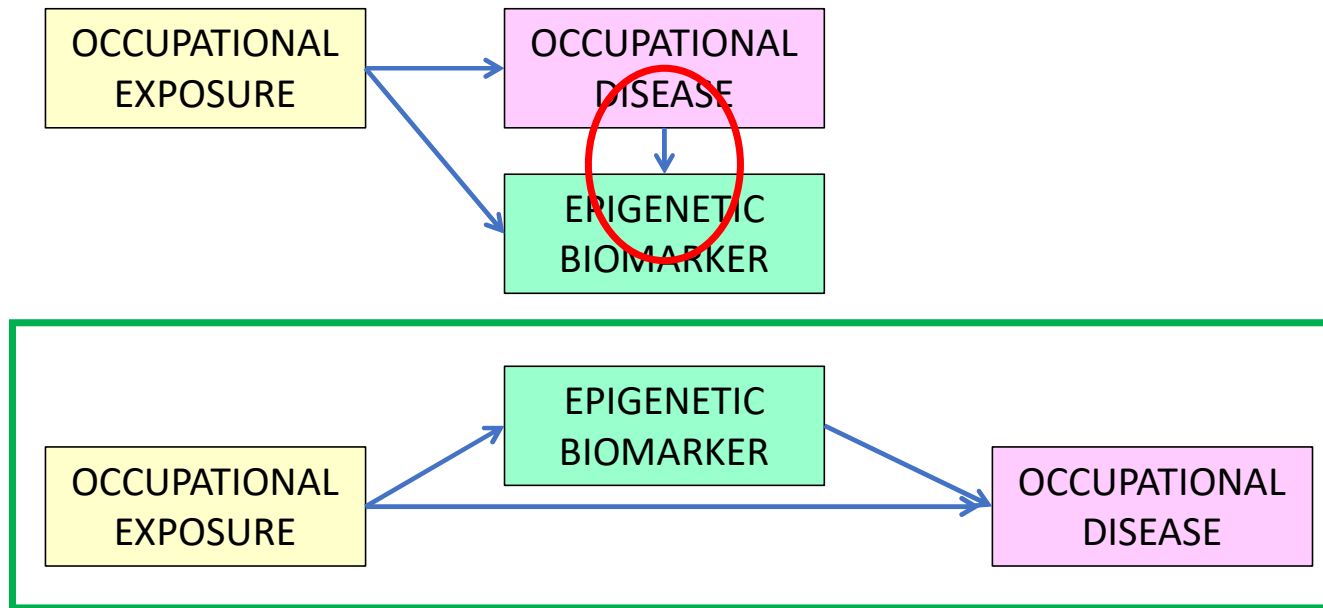 OCCUPATIONAL
EXPOSURE
OCCUPATIONAL
DISEASE
EPIGENETIC
BIOMARKER
EPIGENETIC
BIOMARKER
OCCUPATIONAL
EXPOSURE
OCCUPATIONAL
DISEASE